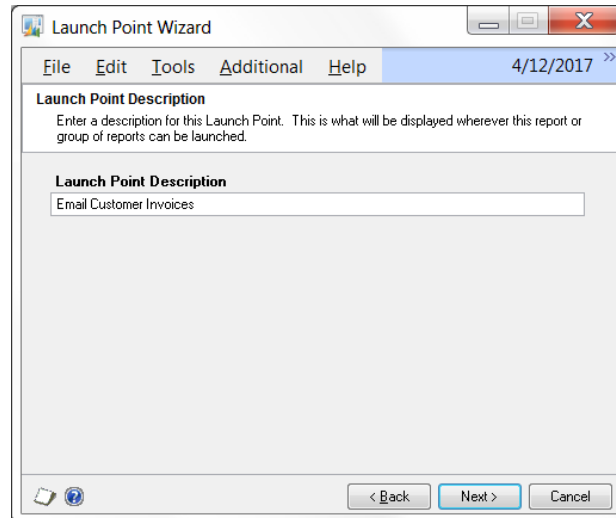 Launch Point Wizard
File Edit Tools Additional Help 4/12/2017 »
Launch Point Description
Enter a description for this Launch Point. This is what will be displayed wherever this report or
group of reports can be launched.
Launch Point Description
Email Customer Invoices
< Back Next > Cancel